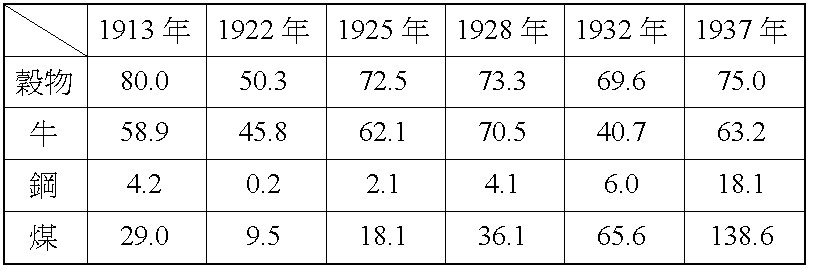 1913 年 1922 年 1925 年 1928 年 1932 年 1937 年
穀物 80.0 50.3 72.5 73.3 69.6 75.0
牛 58.9 45.8 62.1 70.5 40.7 63.2
鋼 4.2 0.2 2.1 4.1 6.0 18.1
煤 29.0 9.5 18.1 36.1 65.6 138.6